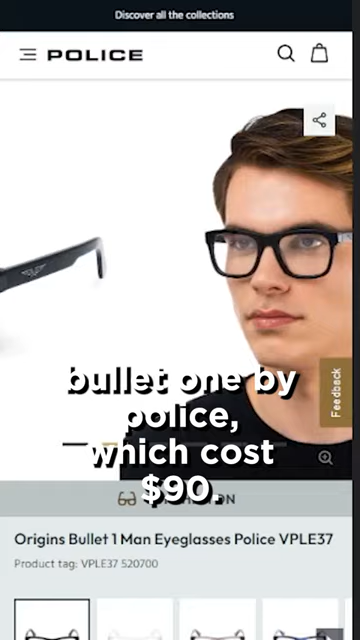 Discover all the collections
POLICE
bullet one by
police,
which cost
$90.
Feedback
Origins Bullet 1 Man Eyeglasses Police VPLE37
Product tag: VPLE37 520700